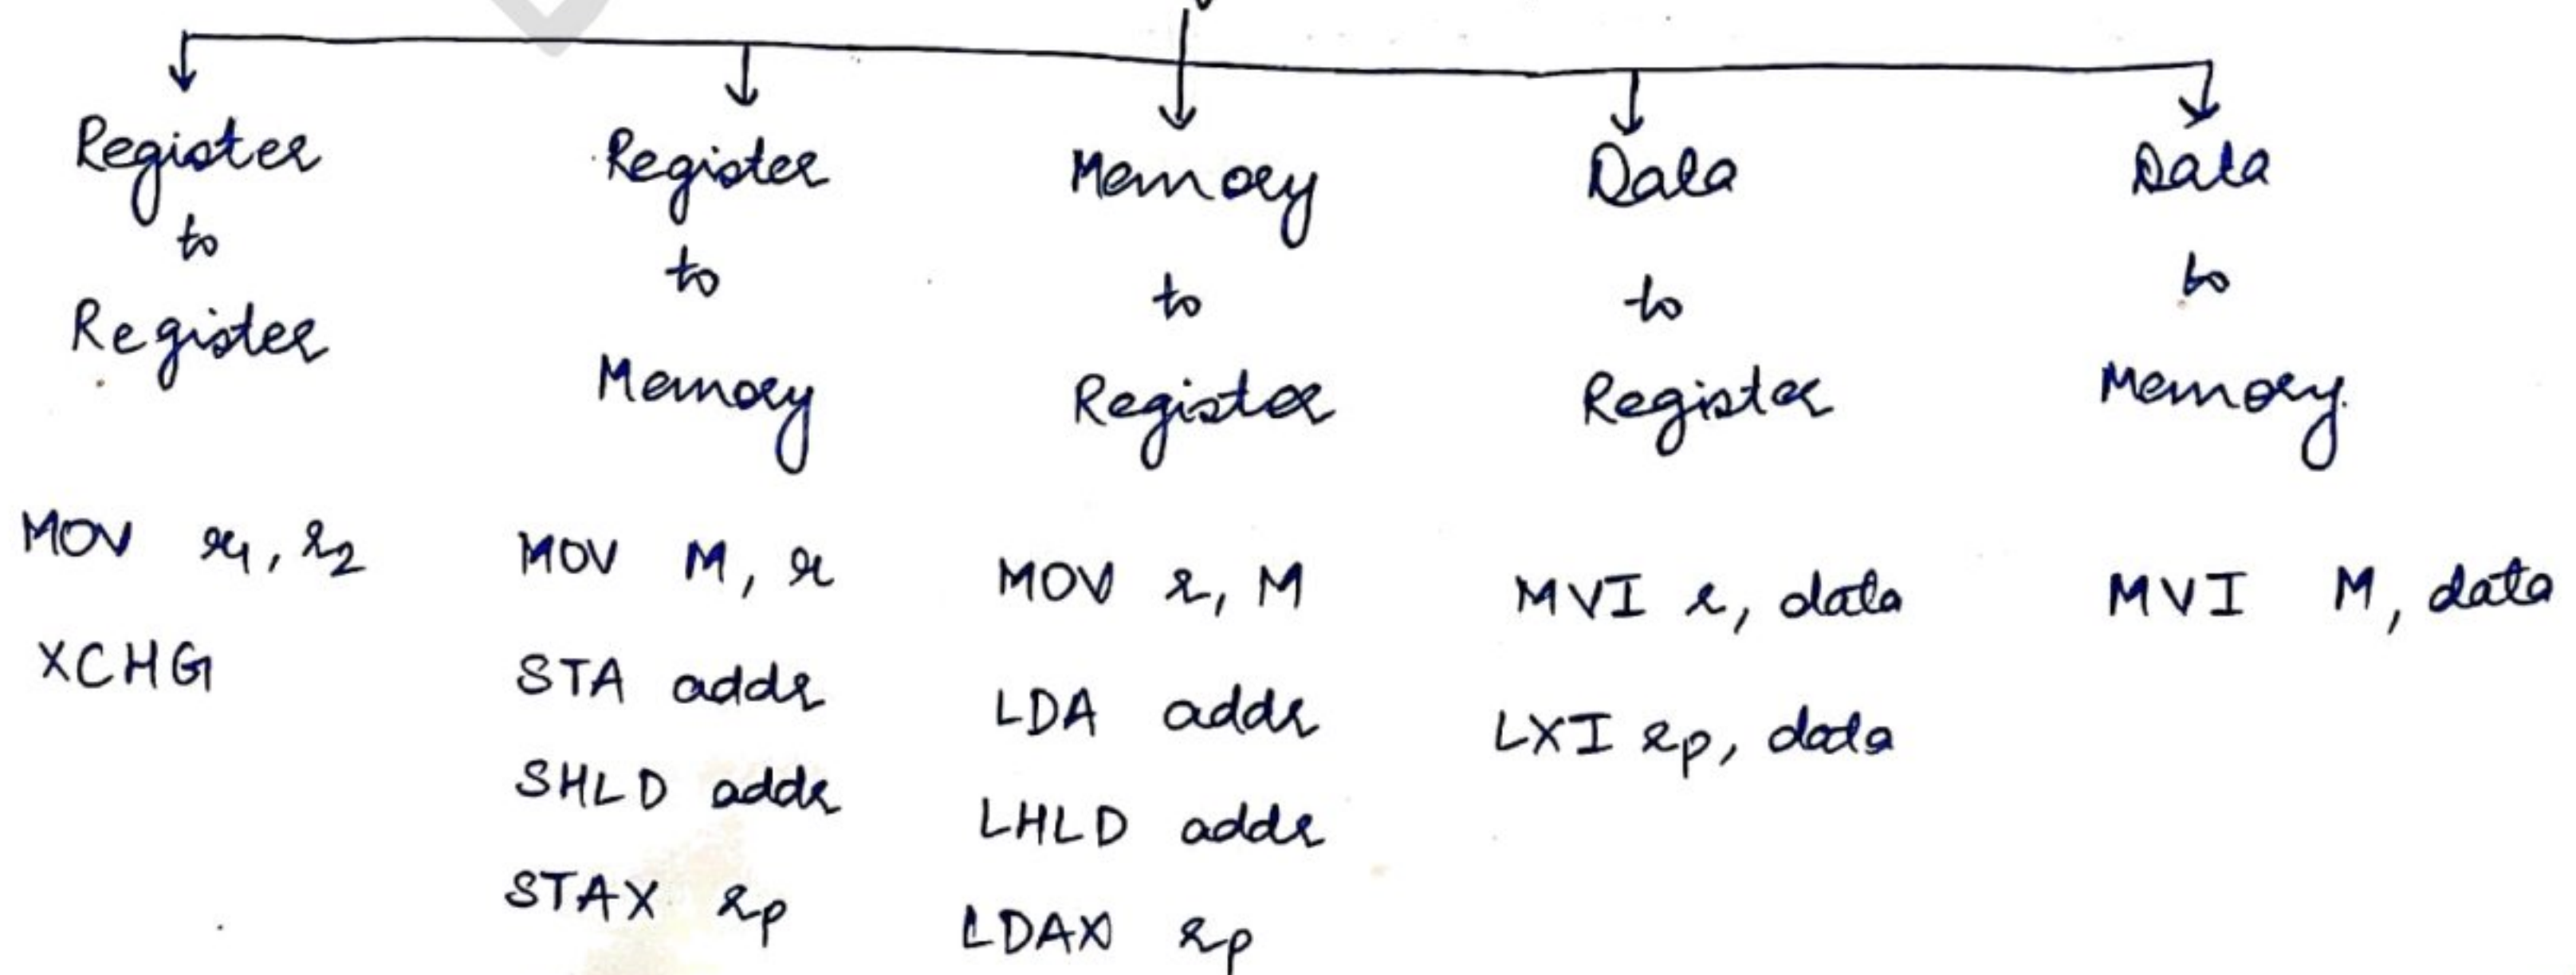 Register
to
Register
MOV r1, r2
XCHG
Register
to
Memory
MOV M, r
STA addr
SHLD addr
STAX rp
Memory
to
Register
MOV r, M
LDA addr
LHLD addr
LDAX rp
Data
to
Register
MVI r, data
LXI rp, data
Data
to
Memory.
MVI M, data